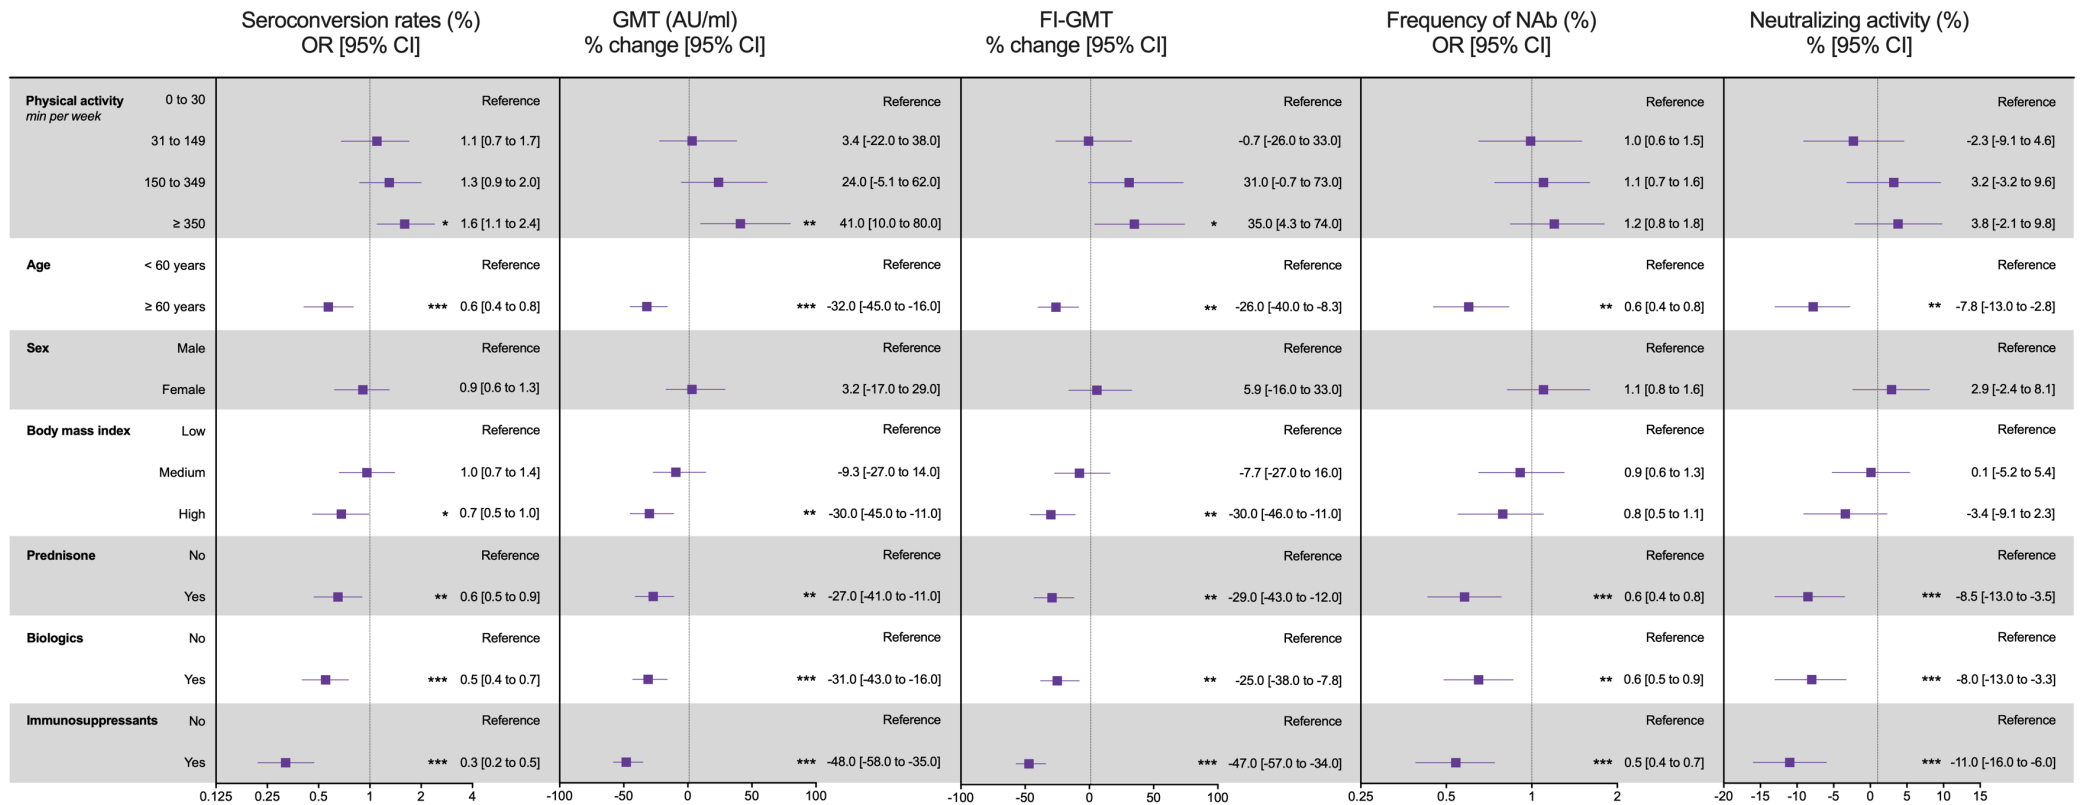 Seroconversion rates (%) GMT (AU/ml) FI-GMT Frequency of NAb (%) Neutralizing activity (%)
OR [95% CI] % change [95% CI] % change [95% CI] OR [95% CI] % [95% CI]
Physical activity 0 to 30 Reference Reference Reference Reference Reference
min per week
31 to 149 1.1 [0.7 to 1.7] 3.4 [-22.0 to 38.0] -0.7 [-26.0 to 33.0] 1.0 [0.6 to 1.5] -2.3 [-9.1 to 4.6]
150 to 349 1.3 [0.9 to 2.0] 24.0 [-5.1 to 62.0] 31.0 [-0.7 to 73.0] 1.1 [0.7 to 1.6] 3.2 [-3.2 to 9.6]
≥ 350 * 1.6 [1.1 to 2.4] ** 41.0 [10.0 to 80.0] * 35.0 [4.3 to 74.0] 1.2 [0.8 to 1.8] 3.8 [-2.1 to 9.8]
Age < 60 years Reference Reference Reference Reference Reference
≥ 60 years *** 0.6 [0.4 to 0.8] *** -32.0 [-45.0 to -16.0] ** -26.0 [-40.0 to -8.3] ** 0.6 [0.4 to 0.8] ** -7.8 [-13.0 to -2.8]
Sex Male Reference Reference Reference Reference Reference
Female 0.9 [0.6 to 1.3] 3.2 [-17.0 to 29.0] 5.9 [-16.0 to 33.0] 1.1 [0.8 to 1.6] 2.9 [-2.4 to 8.1]
Body mass index Low Reference Reference Reference Reference Reference
Medium 1.0 [0.7 to 1.4] -9.3 [-27.0 to 14.0] -7.7 [-27.0 to 16.0] 0.9 [0.6 to 1.3] 0.1 [-5.2 to 5.4]
High * 0.7 [0.5 to 1.0] ** -30.0 [-45.0 to -11.0] ** -30.0 [-46.0 to -11.0] 0.8 [0.5 to 1.1] -3.4 [-9.1 to 2.3]
Prednisone No Reference Reference Reference Reference Reference
Yes ** 0.6 [0.5 to 0.9] ** -27.0 [-41.0 to -11.0] ** -29.0 [-43.0 to -12.0] *** 0.6 [0.4 to 0.8] *** -8.5 [-13.0 to -3.5]
Biologics No Reference Reference Reference Reference Reference
Yes *** 0.5 [0.4 to 0.7] *** -31.0 [-43.0 to -16.0] ** -25.0 [-38.0 to -7.8] ** 0.6 [0.5 to 0.9] *** -8.0 [-13.0 to -3.3]
Immunosuppressants No Reference Reference Reference Reference Reference
Yes *** 0.3 [0.2 to 0.5] *** -48.0 [-58.0 to -35.0] *** -47.0 [-57.0 to -34.0] *** 0.5 [0.4 to 0.7] *** -11.0 [-16.0 to -6.0]
0.125 0.25 0.5 1 2 4 -100 -50 0 50 100 -100 -50 0 50 100 0.25 0.5 1 2 -20 -15 -10 -5 1 5 10 15